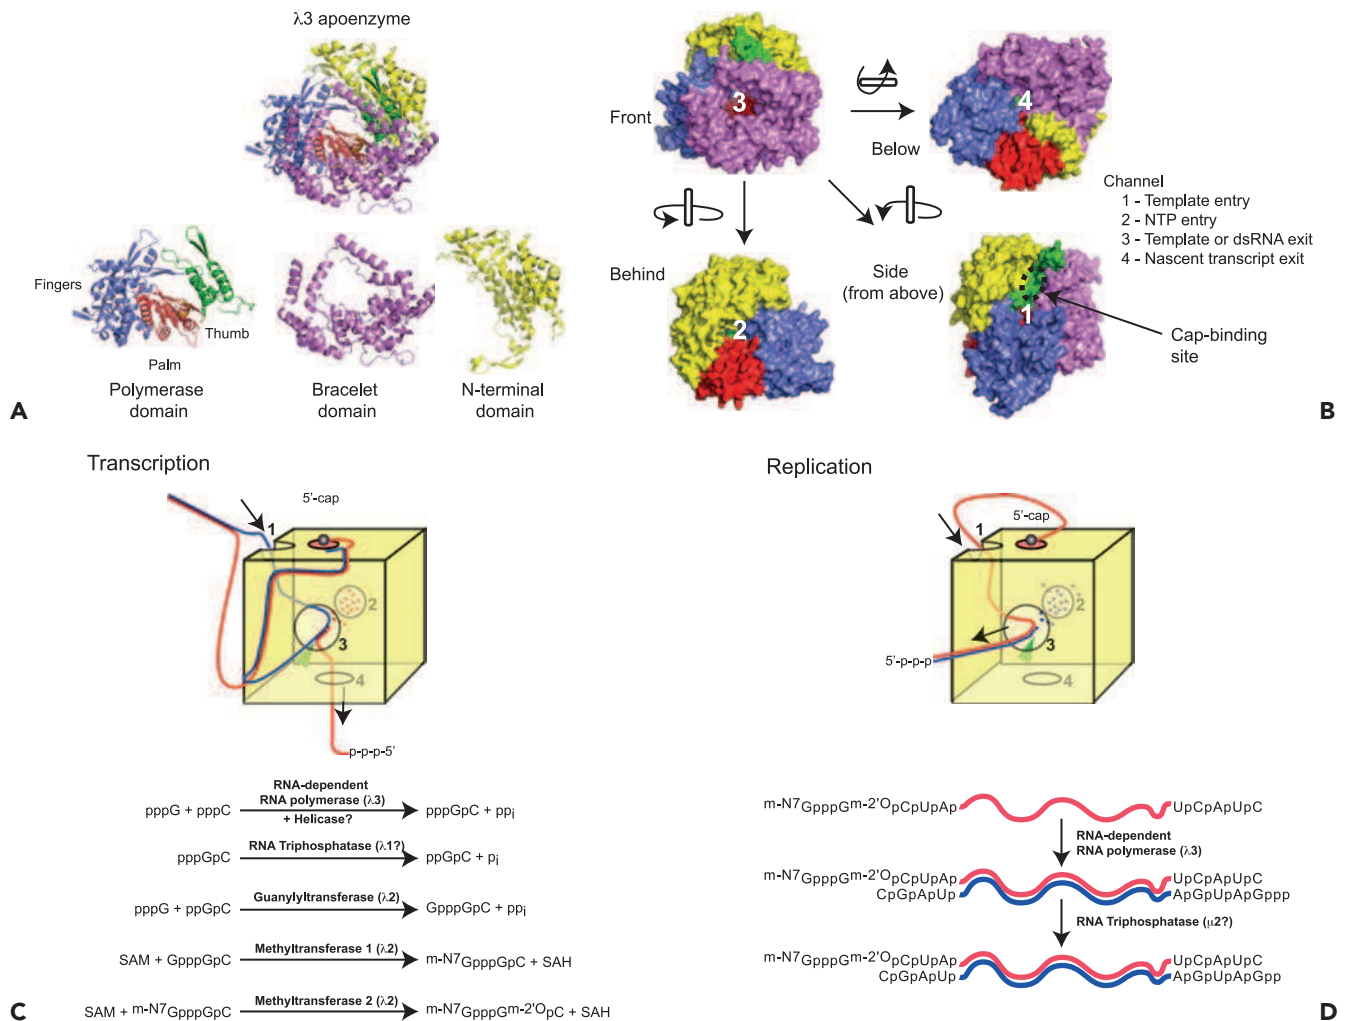 λ3 apoenzyme
Fingers
Thumb
Palm
Polymerase
domain
Bracelet
domain
N-terminal
domain
A
Front
3
Below
4
Behind
2
Side
(from above)
1
Channel
1 - Template entry
2 - NTP entry
3 - Template or dsRNA exit
4 - Nascent transcript exit
Cap-binding
site
B
Transcription
5'-cap
1
2
3
4
p-p-p-5'
pppG + pppC
RNA-dependent
RNA polymerase (λ3)
+ Helicase?
pppGpC + ppi
pppGpC
RNA Triphosphatase (λ1?)
ppGpC + pi
pppG + ppGpC
Guanylyltransferase (λ2)
GpppGpC + ppi
SAM + GpppGpC
Methyltransferase 1 (λ2)
m-N7GpppGpC + SAH
SAM + m-N7GpppGpC
Methyltransferase 2 (λ2)
m-N7GpppGm-2'OpC + SAH
C
Replication
5'-cap
1
2
3
4
5'-p-p-p
m-N7GpppGm-2'OpCpUpAp
UpCpApUpC
RNA-dependent
RNA polymerase (λ3)
m-N7GpppGm-2'OpCpUpAp
UpCpApUpC
CpGpApUp
ApGpUpApGppp
RNA Triphosphatase (μ2?)
m-N7GpppGm-2'OpCpUpAp
UpCpApUpC
CpGpApUp
ApGpUpApGpp
D